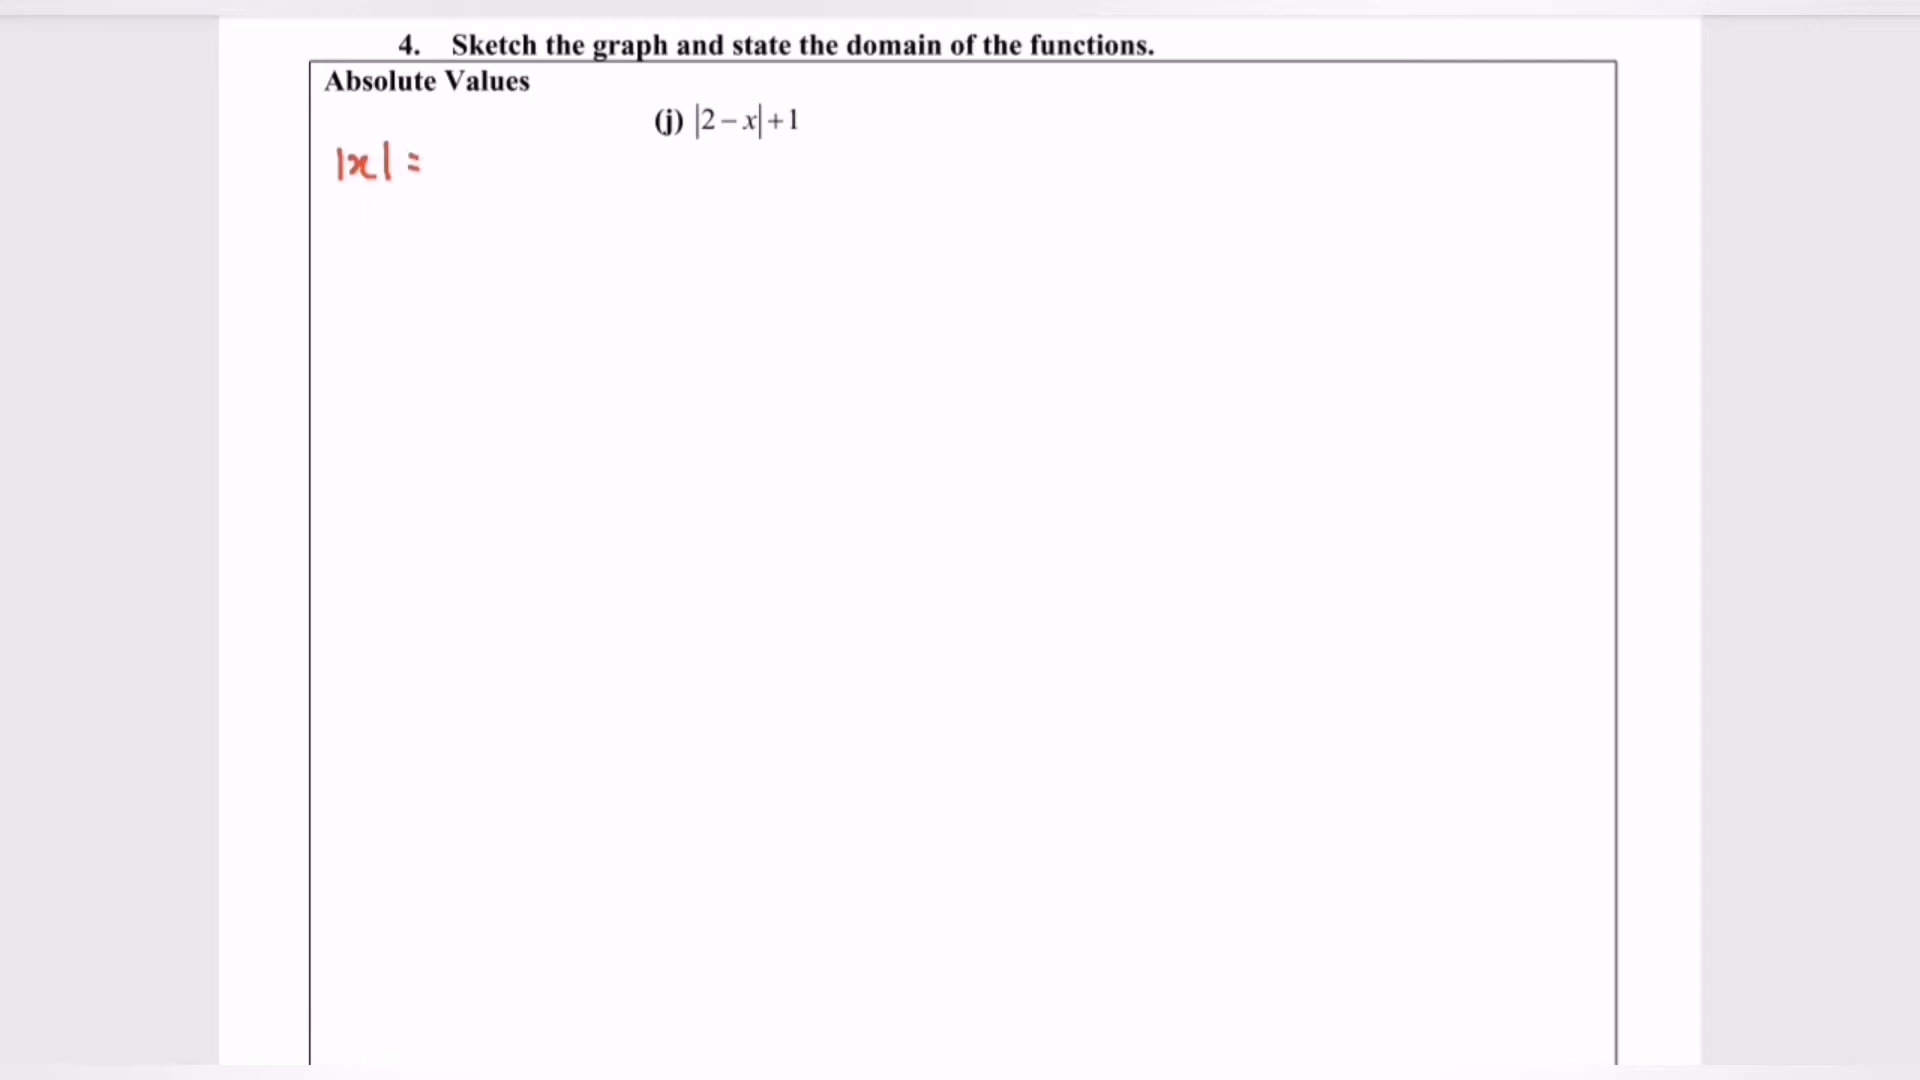 4. Sketch the graph and state the domain of the functions.
Absolute Values
(j) |2 − x| + 1
|x| =